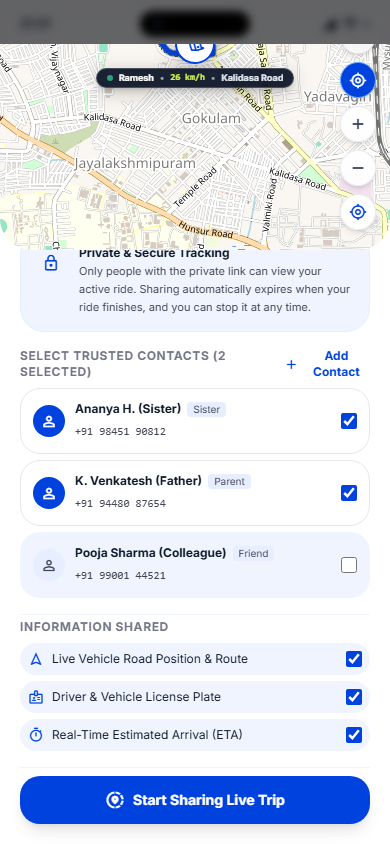 Ramesh • 26 km/h • Kalidasa Road
Yadavagiri
Kalidasa Road
Gokulam
Jayalakshmipuram
Kalidasa Road
Temple Road
Valmiki Road
Hunsur Road
Private & Secure Tracking
Only people with the private link can view your
active ride. Sharing automatically expires when your
ride finishes, and you can stop it at any time.
SELECT TRUSTED CONTACTS (2
SELECTED)
+ Add
Contact
Ananya H. (Sister) Sister
+91 98451 90812
K. Venkatesh (Father) Parent
+91 94480 87654
Pooja Sharma (Colleague) Friend
+91 99001 44521
INFORMATION SHARED
Live Vehicle Road Position & Route
Driver & Vehicle License Plate
Real-Time Estimated Arrival (ETA)
Start Sharing Live Trip